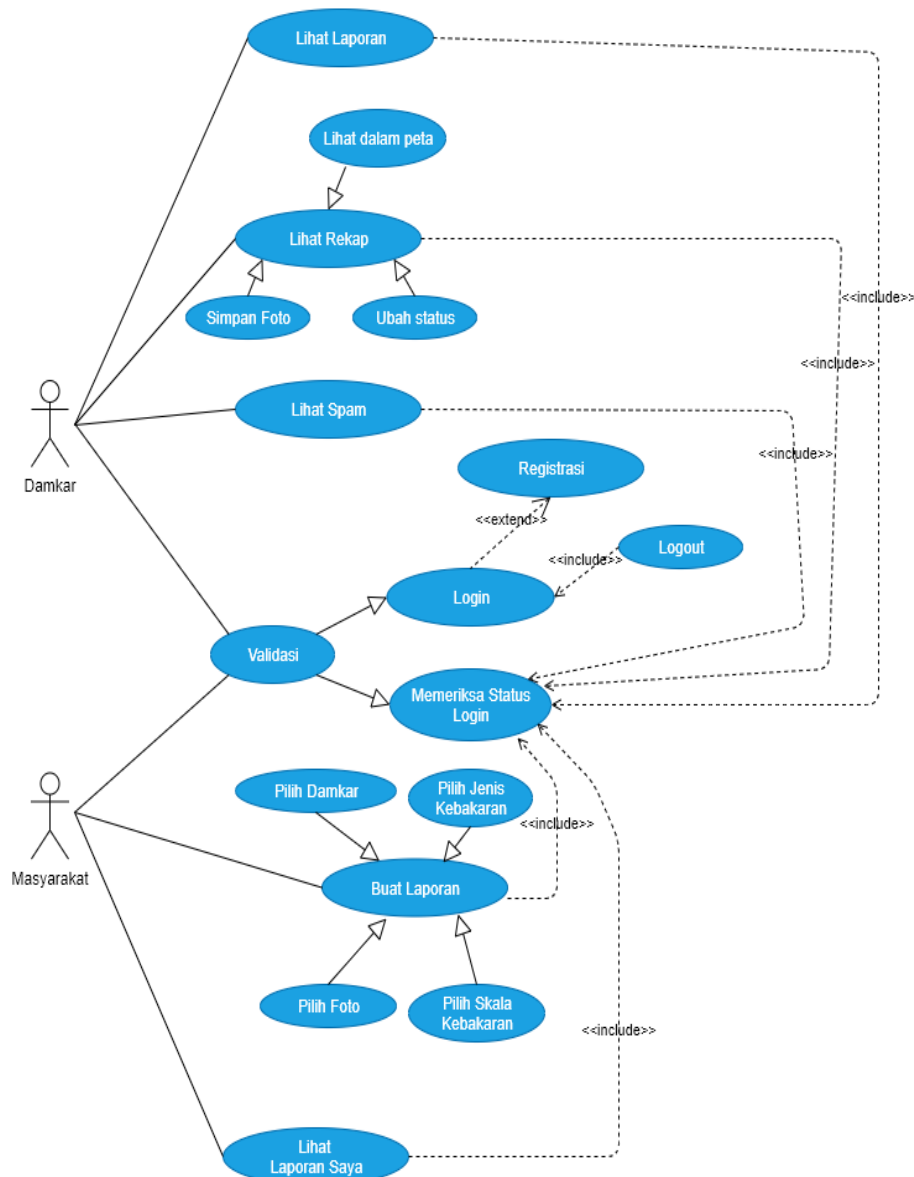 Lihat Laporan
Lihat dalam peta
Lihat Rekap
<<include>>
Simpan Foto
Ubah status
<<include>>
Lihat Spam
<<include>>
Registrasi
Damkar
<<extend>>
Logout
<<include>>
Login
Validasi
Memeriksa Status
Login
Pilih Damkar
Pilih Jenis
Kebakaran
<<include>>
Masyarakat
Buat Laporan
Pilih Foto
Pilih Skala
Kebakaran
<<include>>
Lihat
Laporan Saya